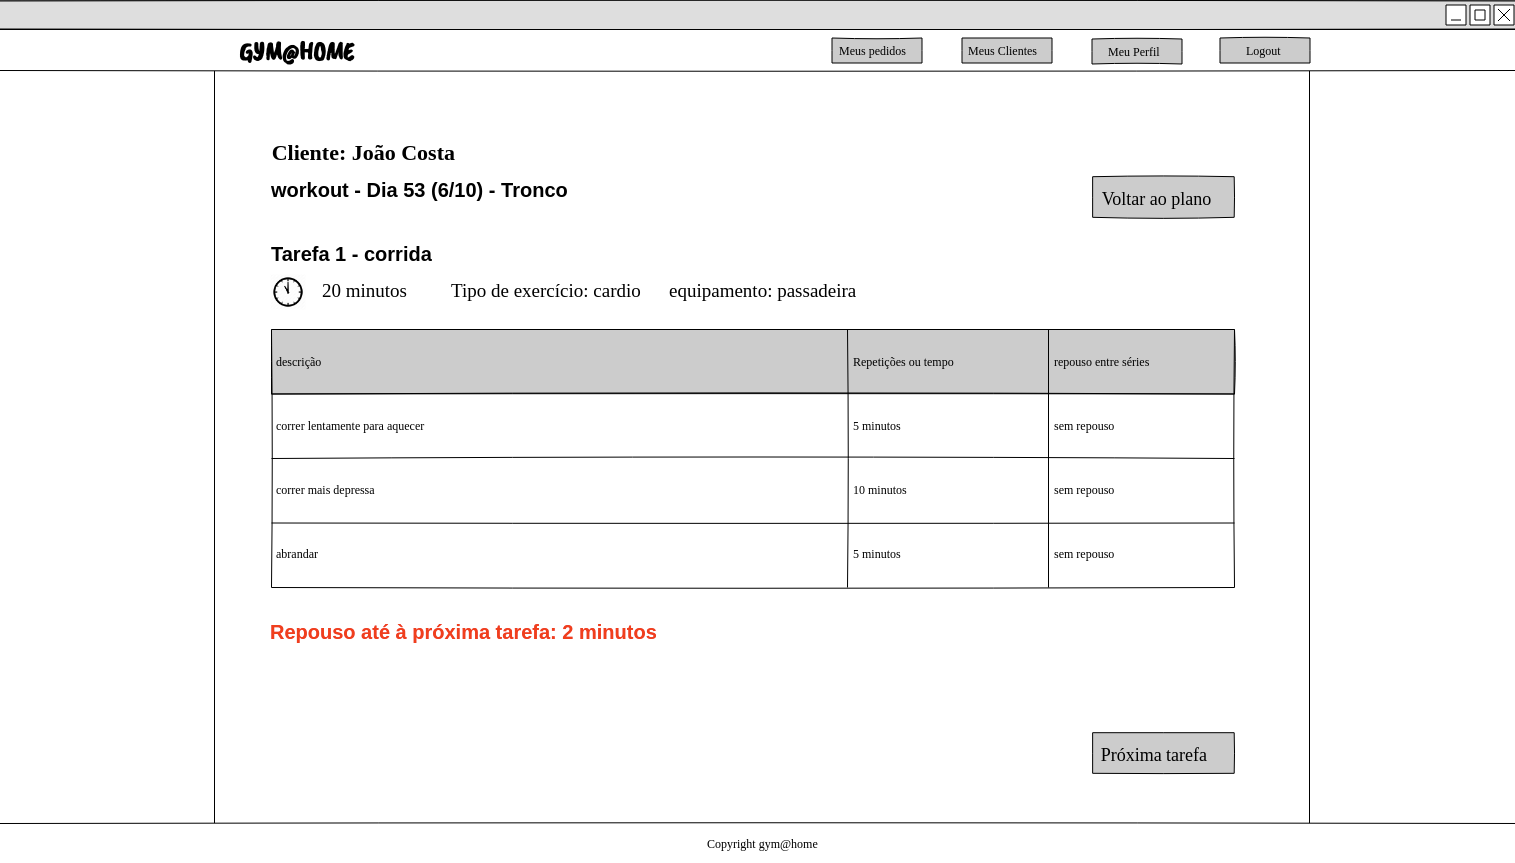 GYM@HOME
Meus pedidos
Meus Clientes
Meu Perfil
Logout
Cliente: João Costa
workout - Dia 53 (6/10) - Tronco
Voltar ao plano
Tarefa 1 - corrida
20 minutos Tipo de exercício: cardio equipamento: passadeira
descrição Repetições ou tempo repouso entre séries
correr lentamente para aquecer 5 minutos sem repouso
correr mais depressa 10 minutos sem repouso
abrandar 5 minutos sem repouso
Repouso até à próxima tarefa: 2 minutos
Próxima tarefa
Copyright gym@home